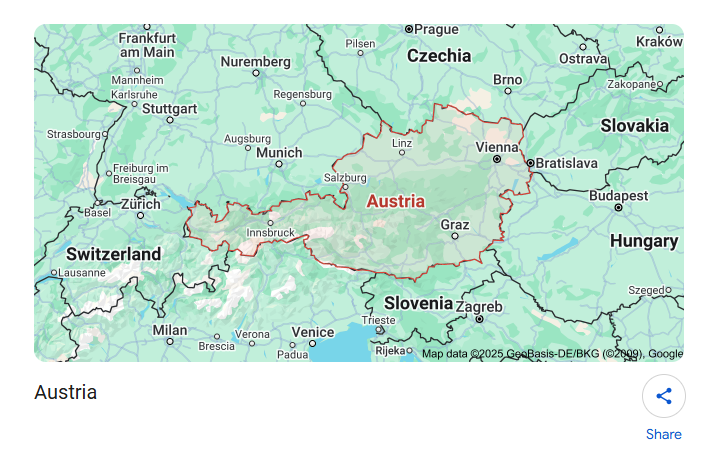 Prague
Frankfurt
am Main
Kraków
Pilsen
Czechia
Ostrava
Nuremberg
Mannheim
Brno
Zakopane
Karlsruhe
Regensburg
Stuttgart
Slovakia
Strasbourg
Augsburg
Linz
Munich
Vienna
Bratislava
Freiburg im
Breisgau
Salzburg
Budapest
Zürich
Austria
Basel
Graz
Innsbruck
Hungary
Switzerland
Lausanne
Szeged
Slovenia
Zagreb
Trieste
Milan
Verona
Venice
Brescia
Padua
Rijeka
Map data ©2025 GeoBasis-DE/BKG (©2009), Google
Austria
Share